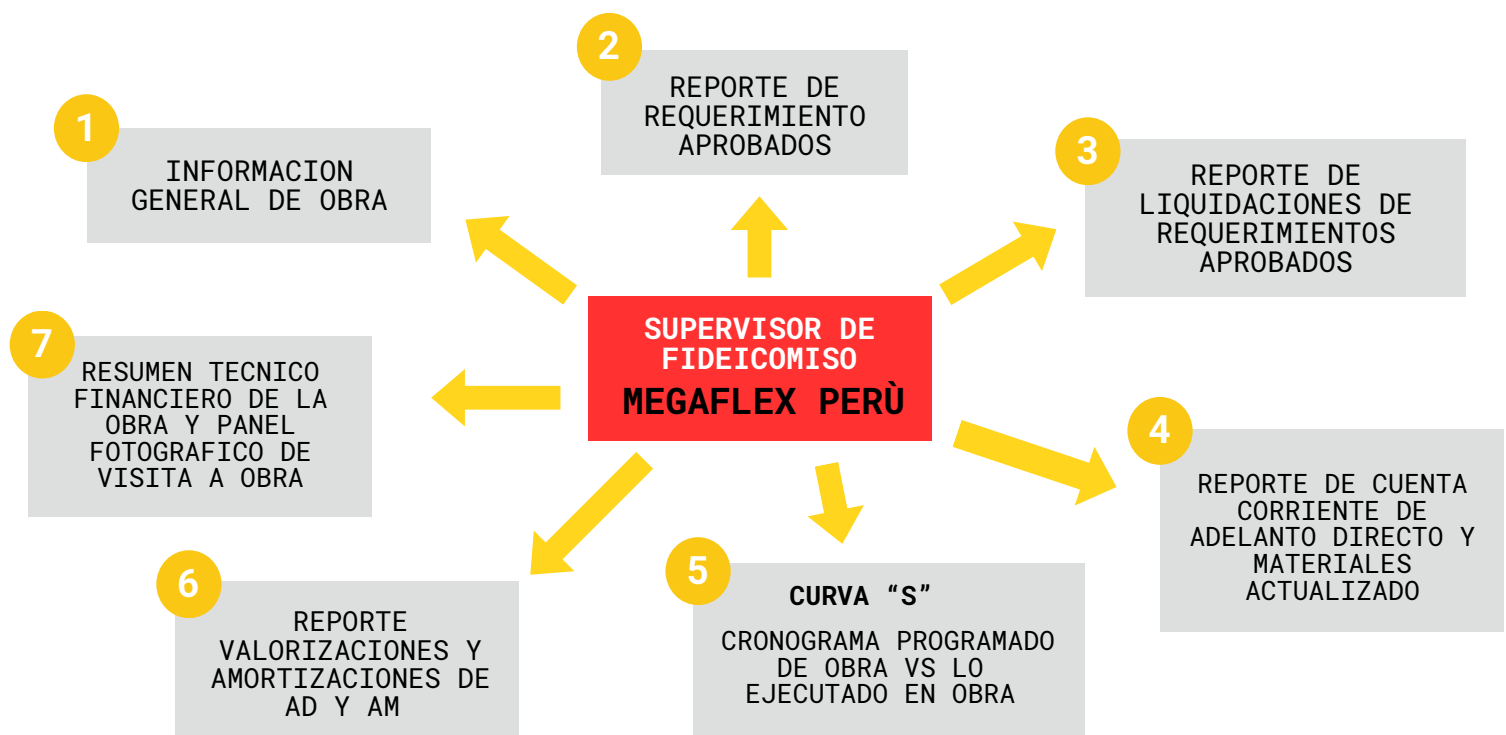 1
INFORMACION
GENERAL DE OBRA
2
REPORTE DE
REQUERIMIENTO
APROBADOS
3
REPORTE DE
LIQUIDACIONES DE
REQUERIMIENTOS
APROBADOS
SUPERVISOR DE
FIDEICOMISO
MEGAFLEX PERÙ
4
REPORTE DE CUENTA
CORRIENTE DE
ADELANTO DIRECTO Y
MATERIALES
ACTUALIZADO
5
CURVA “S”
CRONOGRAMA PROGRAMADO
DE OBRA VS LO
EJECUTADO EN OBRA
6
REPORTE
VALORIZACIONES Y
AMORTIZACIONES DE
AD Y AM
7
RESUMEN TECNICO
FINANCIERO DE LA
OBRA Y PANEL
FOTOGRAFICO DE
VISITA A OBRA